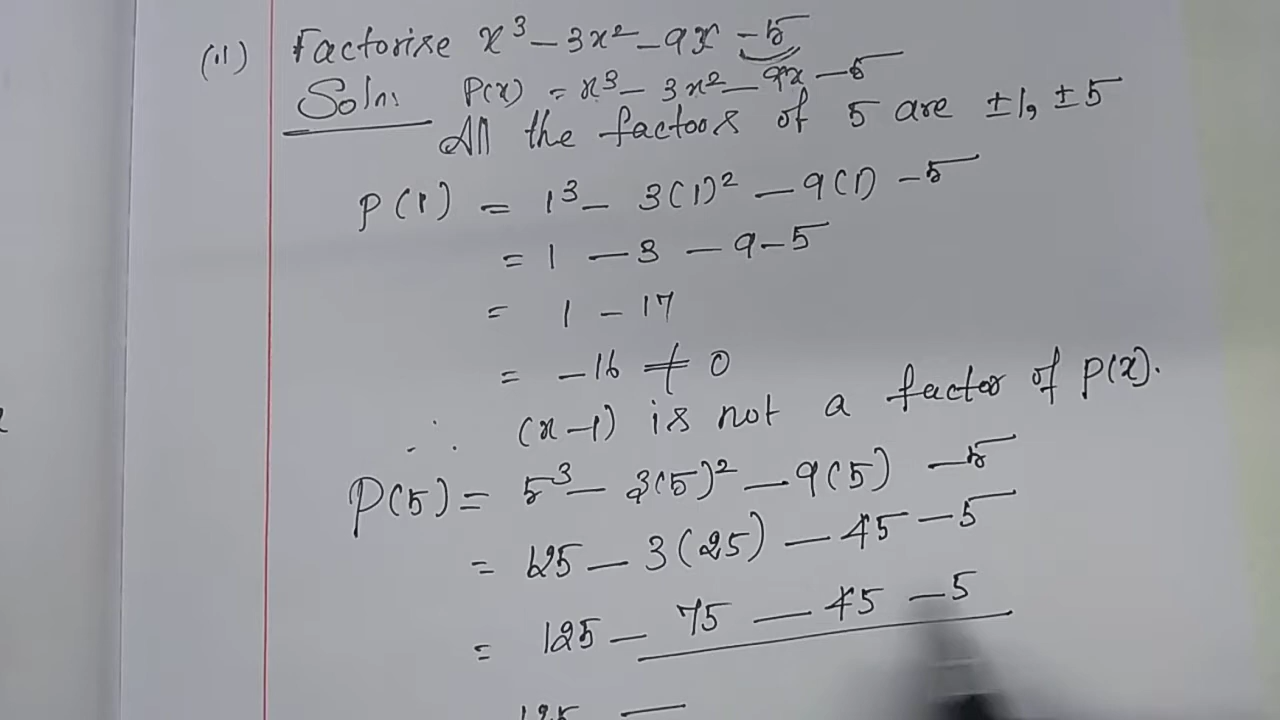 (ii) Factorise x³ – 3x² – 9x – 5
Soln: P(x) = x³ – 3x² – 9x – 5
All the factors of 5 are ±1, ±5
P(1) = 1³ – 3(1)² – 9(1) – 5
= 1 – 3 – 9 – 5
= 1 – 17
= – 16 ≠ 0
∴ (x – 1) is not a factor of P(x).
P(5) = 5³ – 3(5)² – 9(5) – 5
= 125 – 3(25) – 45 – 5
= 125 – 75 – 45 – 5
125 –